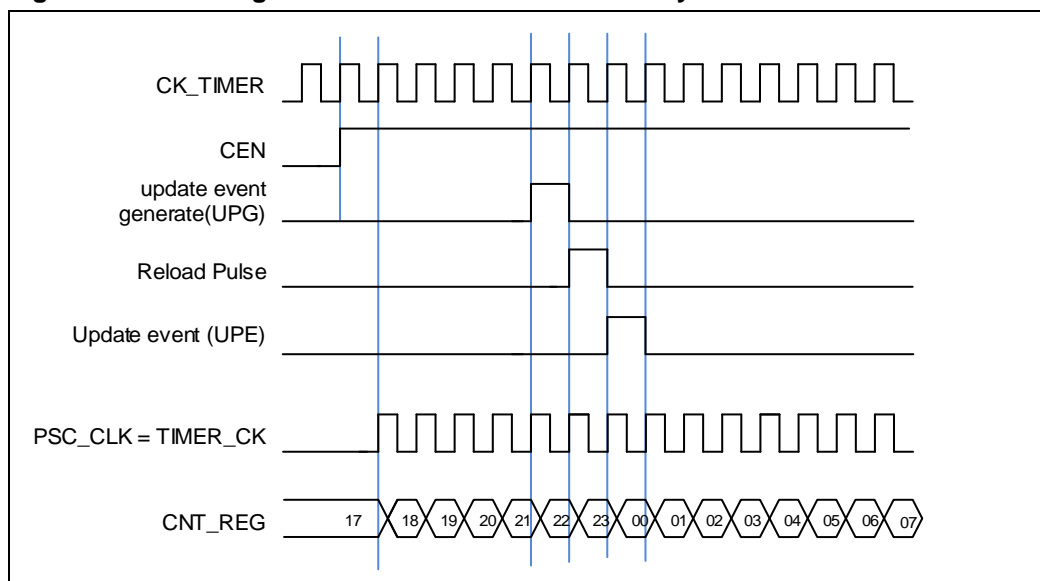 CK_TIMER
CEN
update event
generate(UPG)
Reload Pulse
Update event (UPE)
PSC_CLK = TIMER_CK
CNT_REG 17 18 19 20 21 22 23 00 01 02 03 04 05 06 07